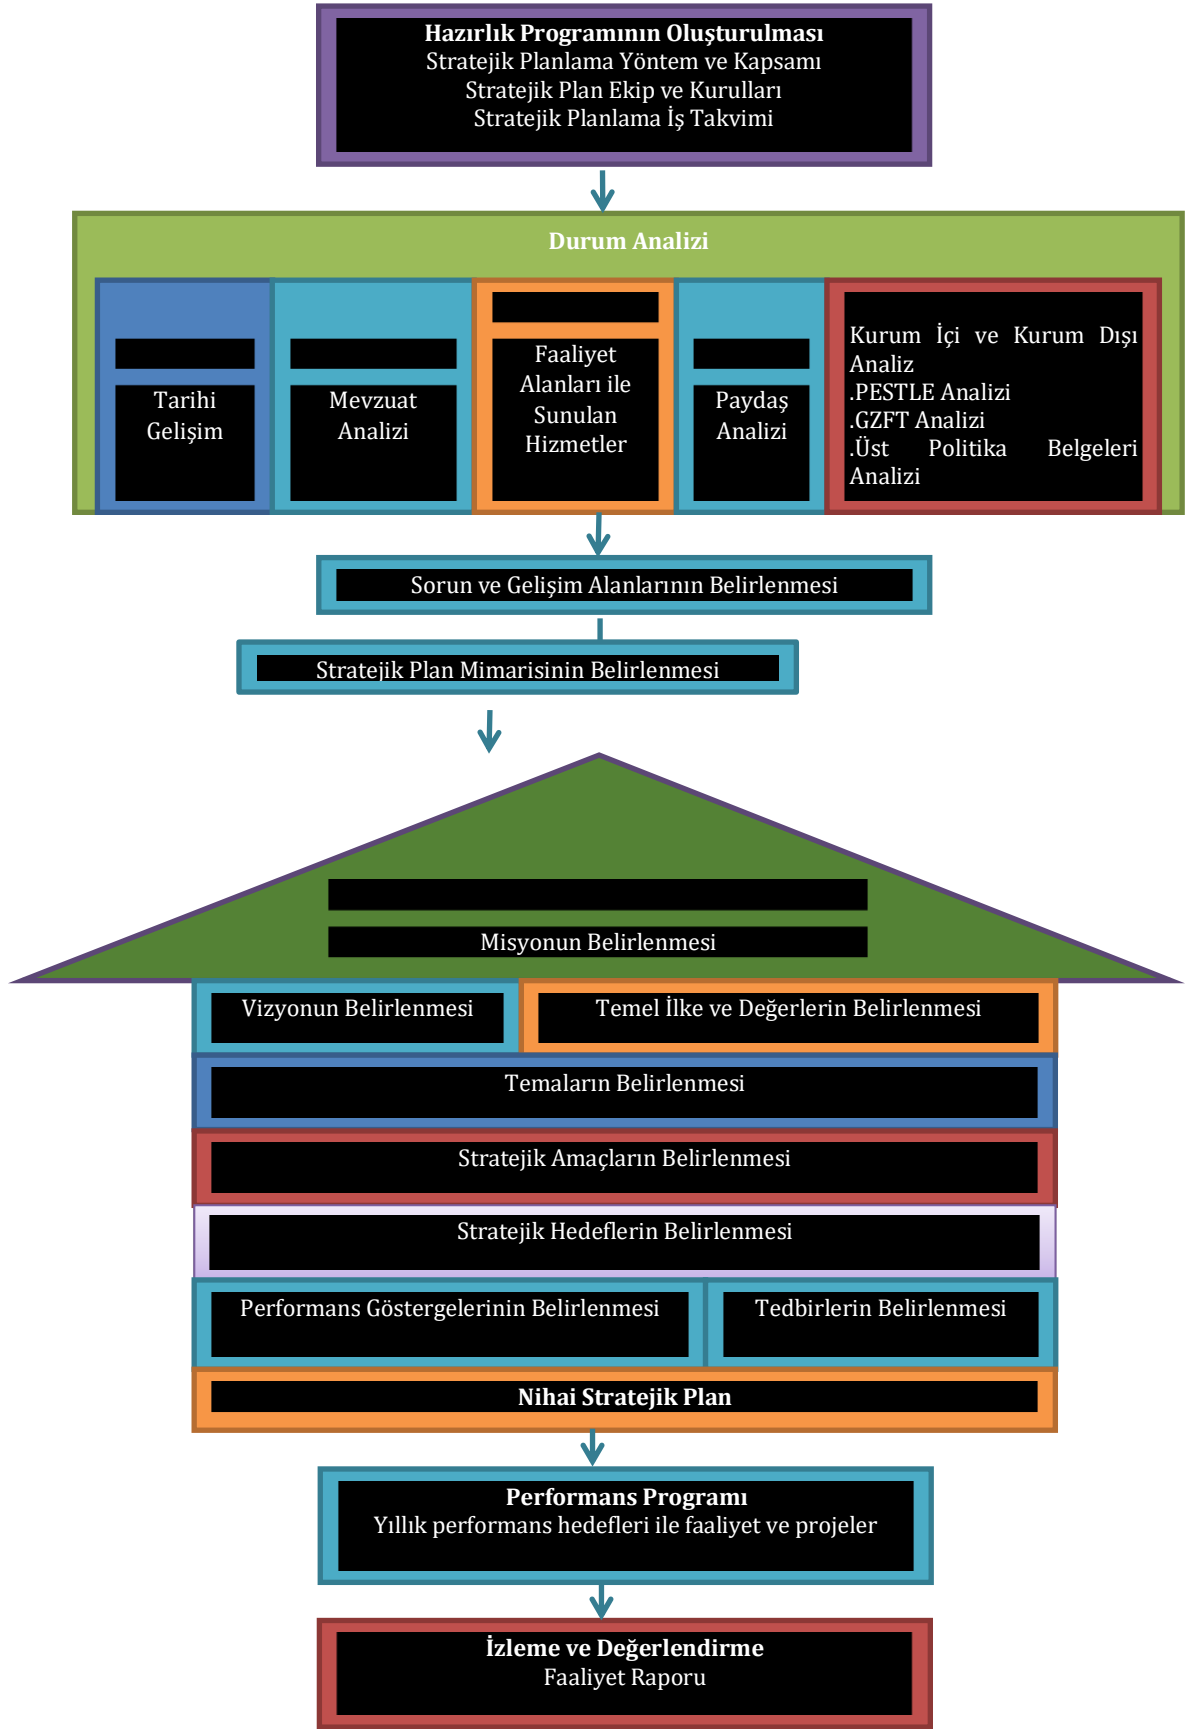 Hazırlık Programının Oluşturulması
Stratejik Planlama Yöntem ve Kapsamı
Stratejik Plan Ekip ve Kurulları
Stratejik Planlama İş Takvimi
Durum Analizi
Tarihi
Gelişim
Mevzuat
Analizi
Faaliyet
Alanları ile
Sunulan
Hizmetler
Paydaş
Analizi
Kurum İçi ve Kurum Dışı
Analiz
.PESTLE Analizi
.GZFT Analizi
.Üst Politika Belgeleri
Analizi
Sorun ve Gelişim Alanlarının Belirlenmesi
Stratejik Plan Mimarisinin Belirlenmesi
Misyonun Belirlenmesi
Vizyonun Belirlenmesi
Temel İlke ve Değerlerin Belirlenmesi
Temaların Belirlenmesi
Stratejik Amaçların Belirlenmesi
Stratejik Hedeflerin Belirlenmesi
Performans Göstergelerinin Belirlenmesi
Tedbirlerin Belirlenmesi
Nihai Stratejik Plan
Performans Programı
Yıllık performans hedefleri ile faaliyet ve projeler
İzleme ve Değerlendirme
Faaliyet Raporu